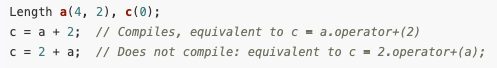 Length a(4, 2), c(0);
c = a + 2;  // Compiles, equivalent to c = a.operator+(2)
c = 2 + a;  // Does not compile: equivalent to c = 2.operator+(a);